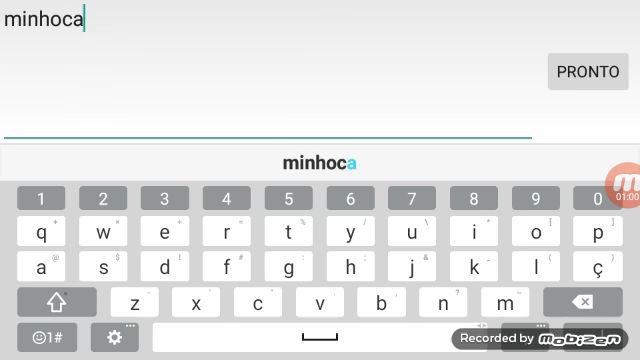 minhoca
PRONTO
minhoca
1 2 3 4 5 6 7 8 9 0
q w e r t y u i o p
a s d f g h j k l ç
z x c v b n m
1#
01:00
Recorded by mobizen